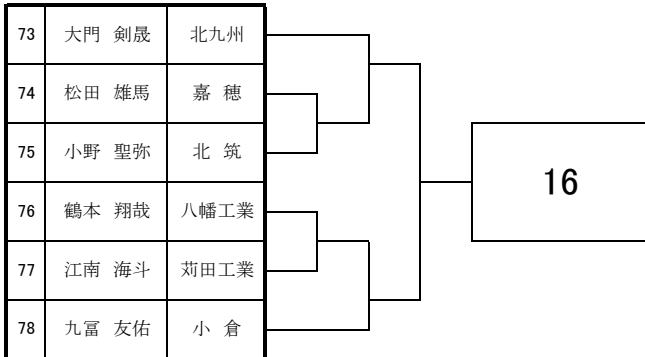 73 大門 剣晟 北九州
74 松田 雄馬 嘉 穂
75 小野 聖弥 北 筑
76 鶴本 翔哉 八幡工業
77 江南 海斗 苅田工業
78 九冨 友佑 小 倉
16